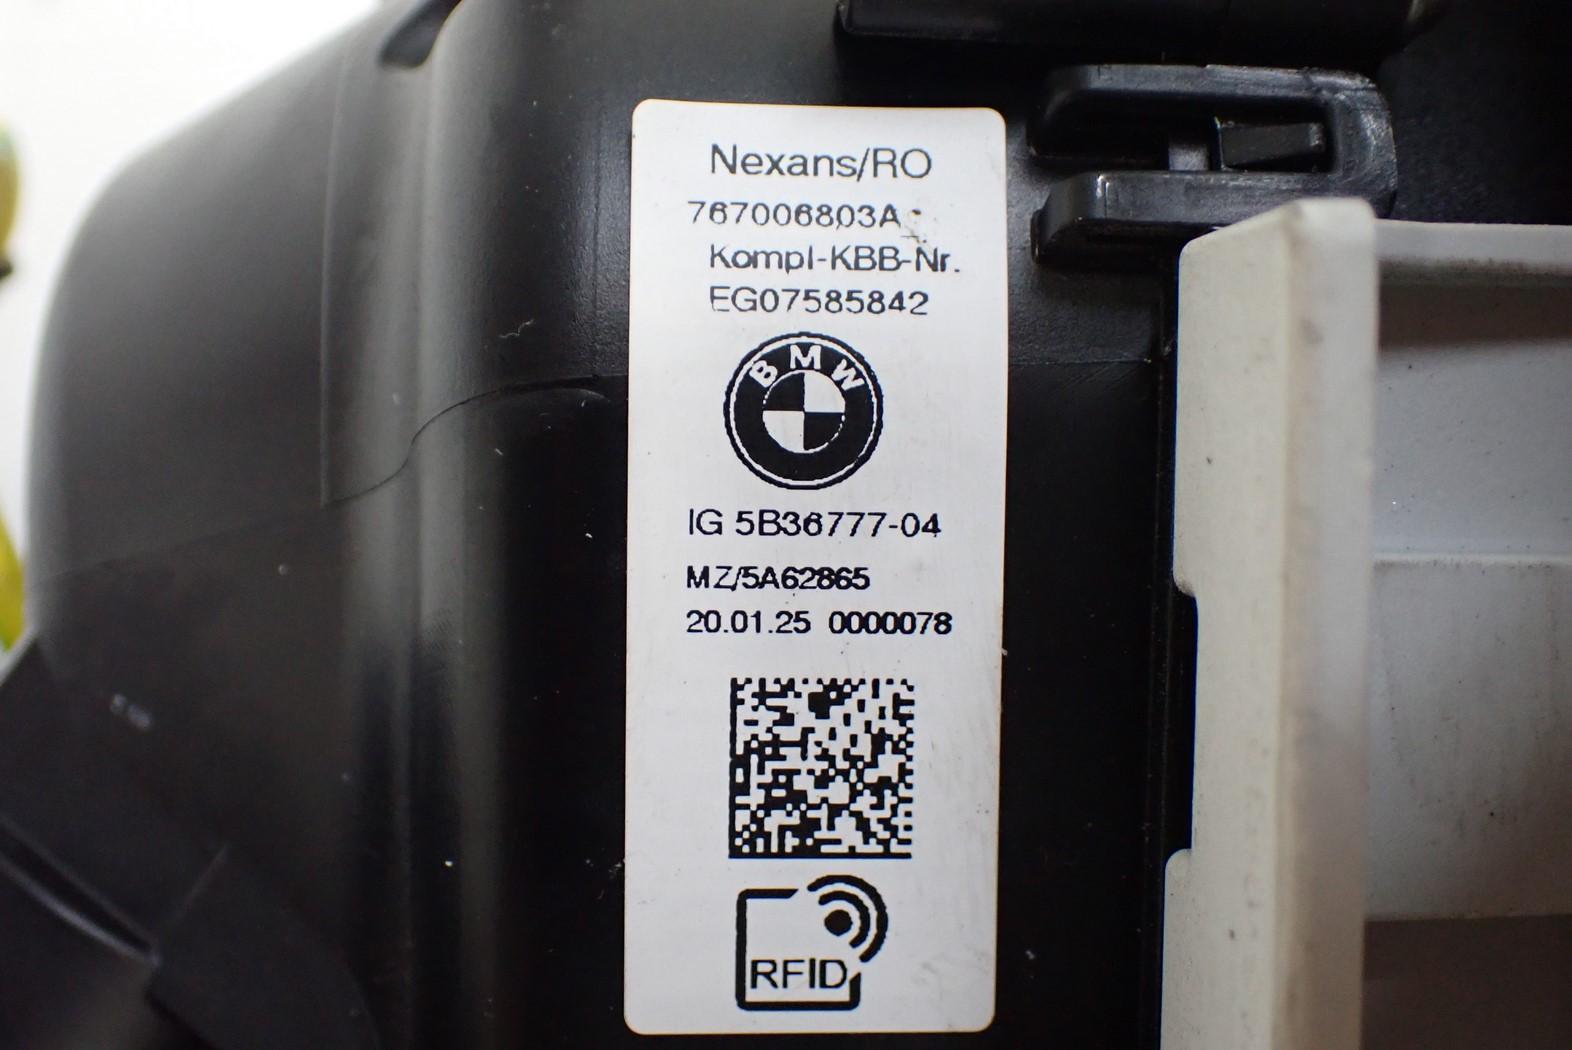 Nexans/RO
767006803A
Kompl-KBB-Nr.
EG07585842
BMW
IG 5B36777-04
MZ/5A62865
20.01.25 0000078
RFID